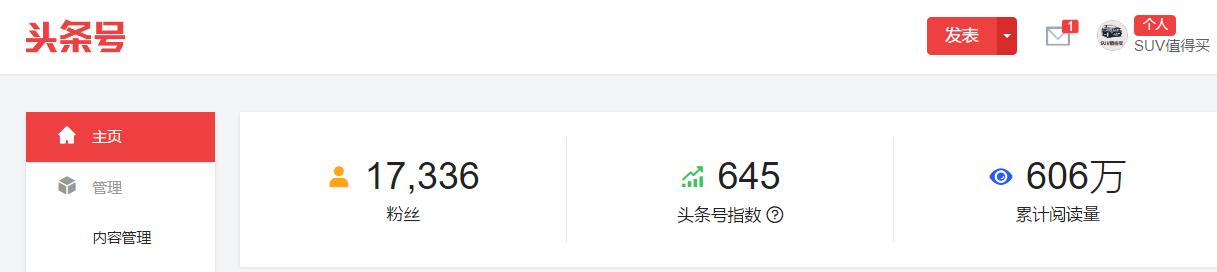 头条号
发表
1
个人
SUV值得买
主页
管理
内容管理
17,336
粉丝
645
头条号指数 ?
606万
累计阅读量